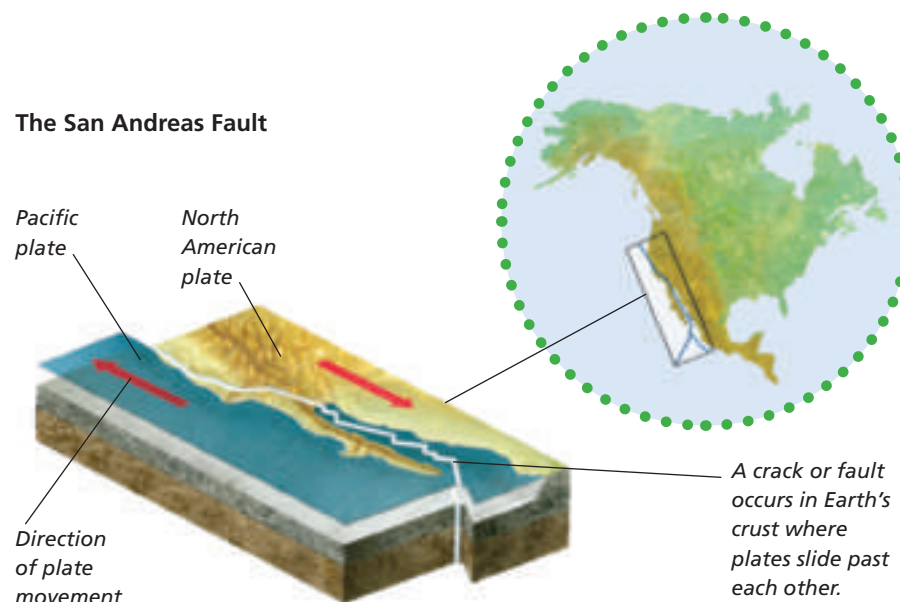 The San Andreas Fault
Pacific
plate
North
American
plate
Direction
of plate
movement
A crack or fault
occurs in Earth’s
crust where
plates slide past
each other.